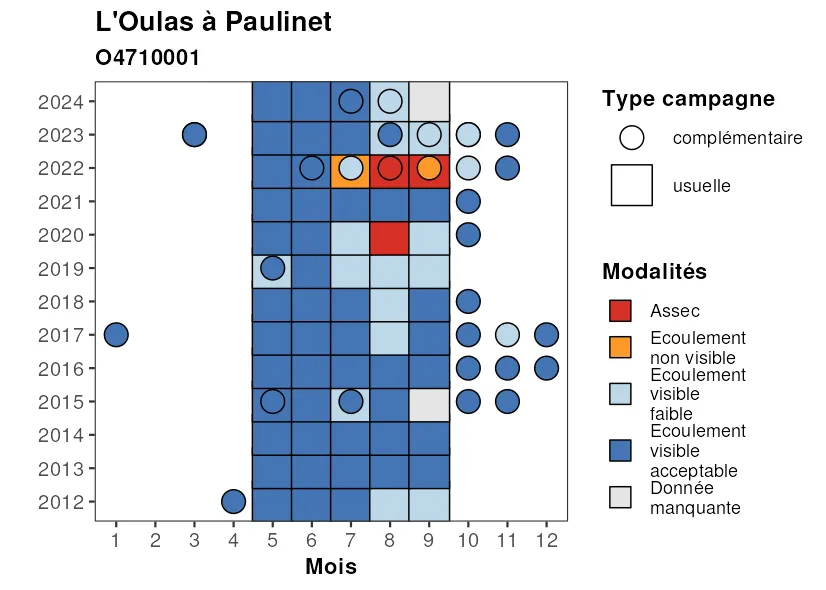 L'Oulas à Paulinet
O4710001
2024
2023
2022
2021
2020
2019
2018
2017
2016
2015
2014
2013
2012
1 2 3 4 5 6 7 8 9 10 11 12
Mois
Type campagne
complémentaire
usuelle
Modalités
Assec
Ecoulement
non visible
Ecoulement
visible
faible
Ecoulement
visible
acceptable
Donnée
manquante